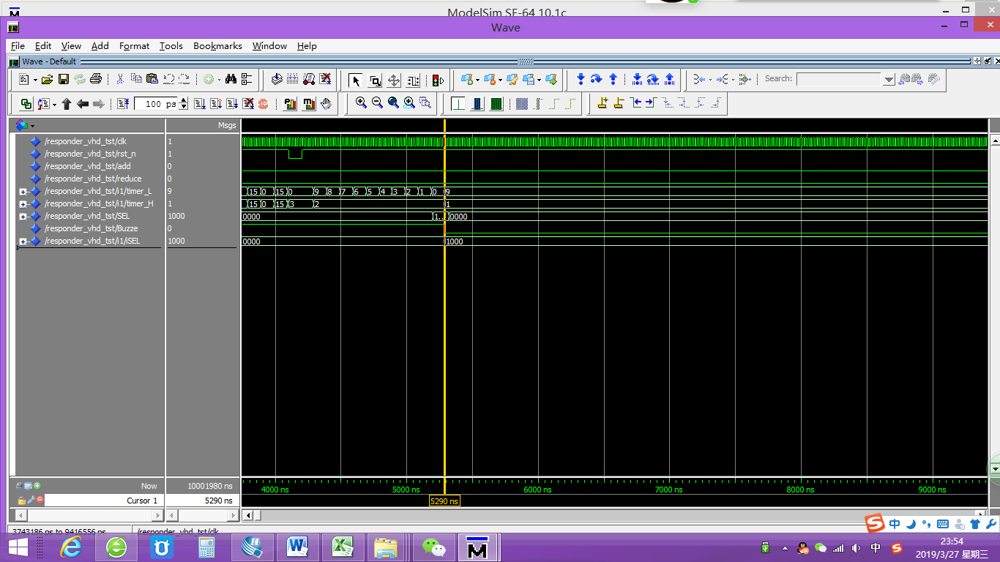 ModelSim SE-64 10.1c
Wave
File Edit View Add Format Tools Bookmarks Window Help
Wave - Default
Search:
100 ps
Msgs
/responder_vhd_tst/clk 1
/responder_vhd_tst/rst_n 1
/responder_vhd_tst/add 0
/responder_vhd_tst/reduce 0
/responder_vhd_tst/i1/timer_L 9 15 0 15 0 9 8 7 6 5 4 3 2 1 0 9
/responder_vhd_tst/i1/timer_H 1 15 0 15 3 2 1
/responder_vhd_tst/SEL 1000 0000 1.. 0000
/responder_vhd_tst/Buzze 0
/responder_vhd_tst/i1/iSEL 1000 0000 1000
Now 10001980 ns 4000 ns 5000 ns 6000 ns 7000 ns 8000 ns 9000 ns
Cursor 1 5290 ns 5290 ns
3743186 ps to 9416556 ps /responder_vhd_tst/clk
中
中
23:54
2019/3/27 星期三